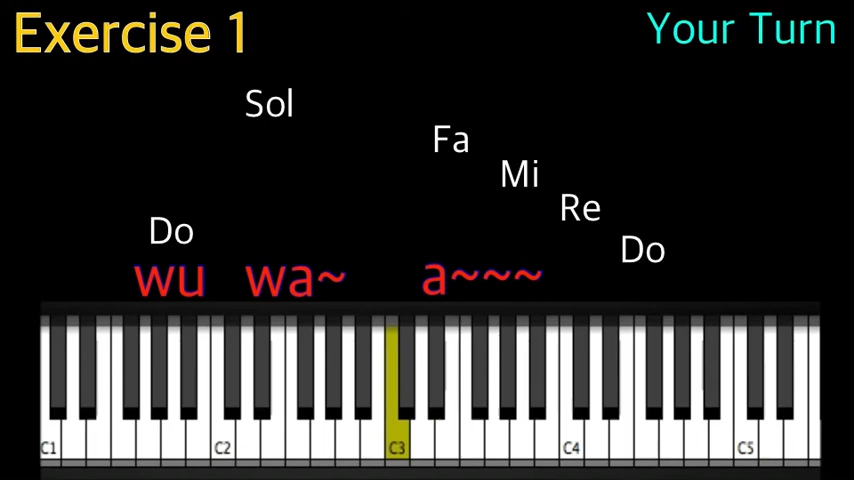 Exercise 1
Your Turn
Sol
Fa
Mi
Re
Do
Do
wu wa~ a~~~
C1 C2 C3 C4 C5